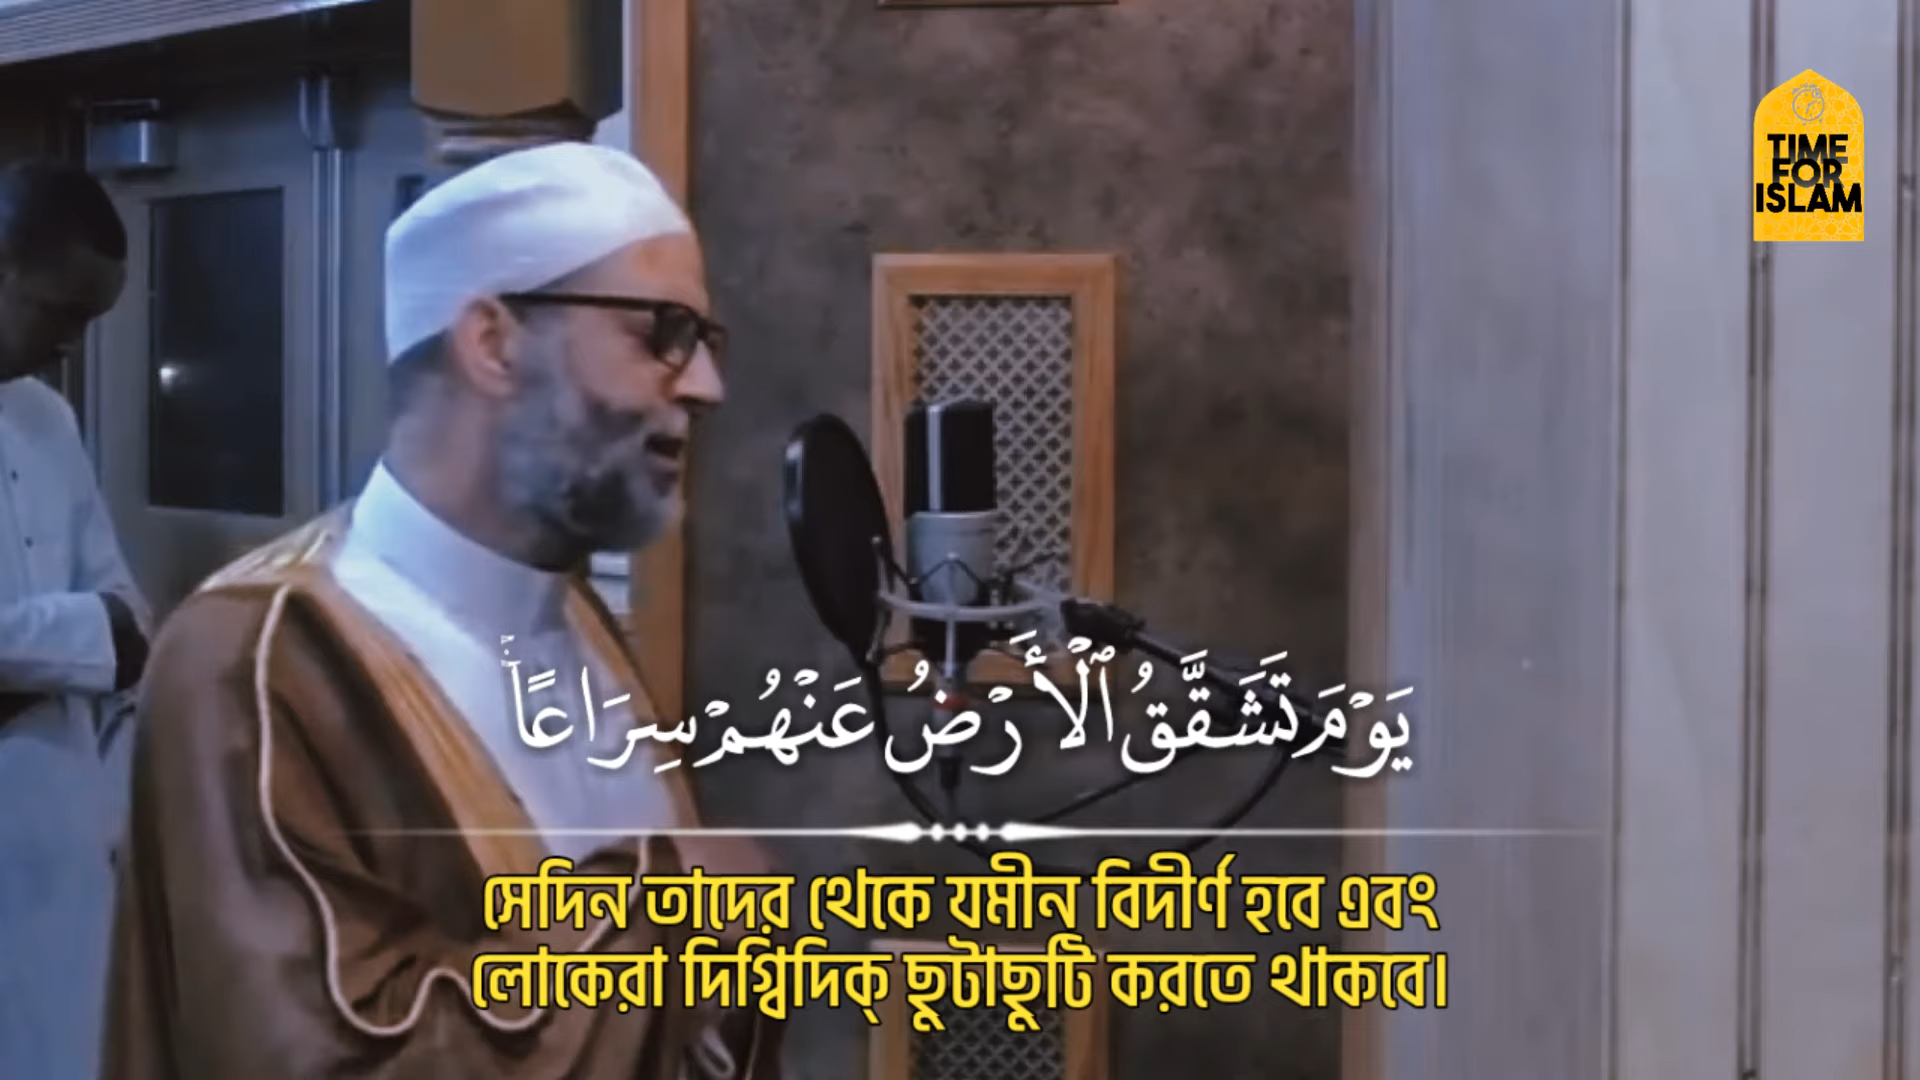 TIME
FOR
ISLAM
يَوْمَ تَشَقَّقُ ٱلْأَرْضُ عَنْهُمْ سِرَاعًاۚ
সেদিন তাদের থেকে যমীন বিদীর্ণ হবে এবং
লোকেরা দিগ্বিদিক্ ছুটাছুটি করতে থাকবে।